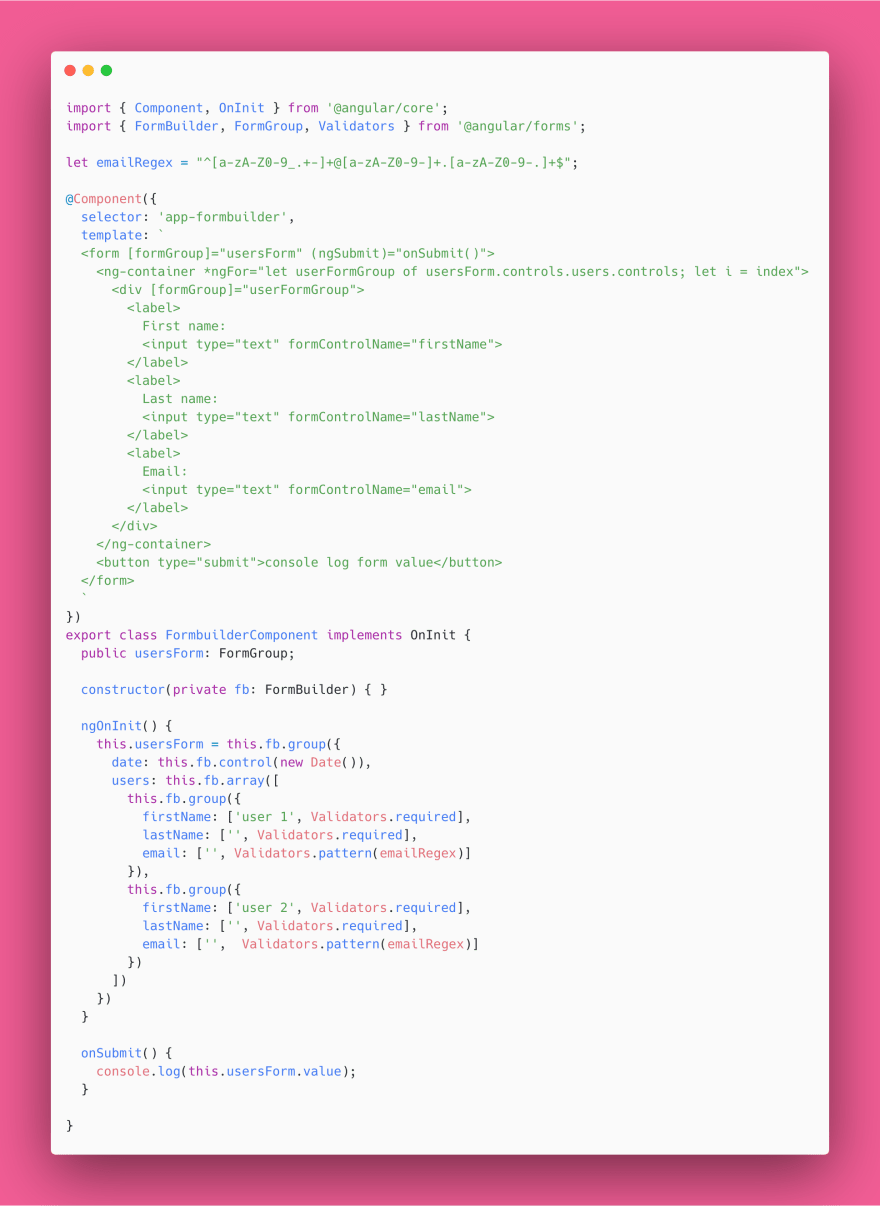 import { Component, OnInit } from '@angular/core';
import { FormBuilder, FormGroup, Validators } from '@angular/forms';

let emailRegex = "^[a-zA-Z0-9_.+-]+@[a-zA-Z0-9-]+.[a-zA-Z0-9-.]+$";

@Component({
  selector: 'app-formbuilder',
  template: `
  <form [formGroup]="usersForm" (ngSubmit)="onSubmit()">
    <ng-container *ngFor="let userFormGroup of usersForm.controls.users.controls; let i = index">
      <div [formGroup]="userFormGroup">
        <label>
          First name:
          <input type="text" formControlName="firstName">
        </label>
        <label>
          Last name:
          <input type="text" formControlName="lastName">
        </label>
        <label>
          Email:
          <input type="text" formControlName="email">
        </label>
      </div>
    </ng-container>
    <button type="submit">console log form value</button>
  </form>
  `
})
export class FormbuilderComponent implements OnInit {
  public usersForm: FormGroup;

  constructor(private fb: FormBuilder) { }

  ngOnInit() {
    this.usersForm = this.fb.group({
      date: this.fb.control(new Date()),
      users: this.fb.array([
        this.fb.group({
          firstName: ['user 1', Validators.required],
          lastName: ['', Validators.required],
          email: ['', Validators.pattern(emailRegex)]
        }),
        this.fb.group({
          firstName: ['user 2', Validators.required],
          lastName: ['', Validators.required],
          email: ['',  Validators.pattern(emailRegex)]
        })
      ])
    })
  }

  onSubmit() {
    console.log(this.usersForm.value);
  }

}